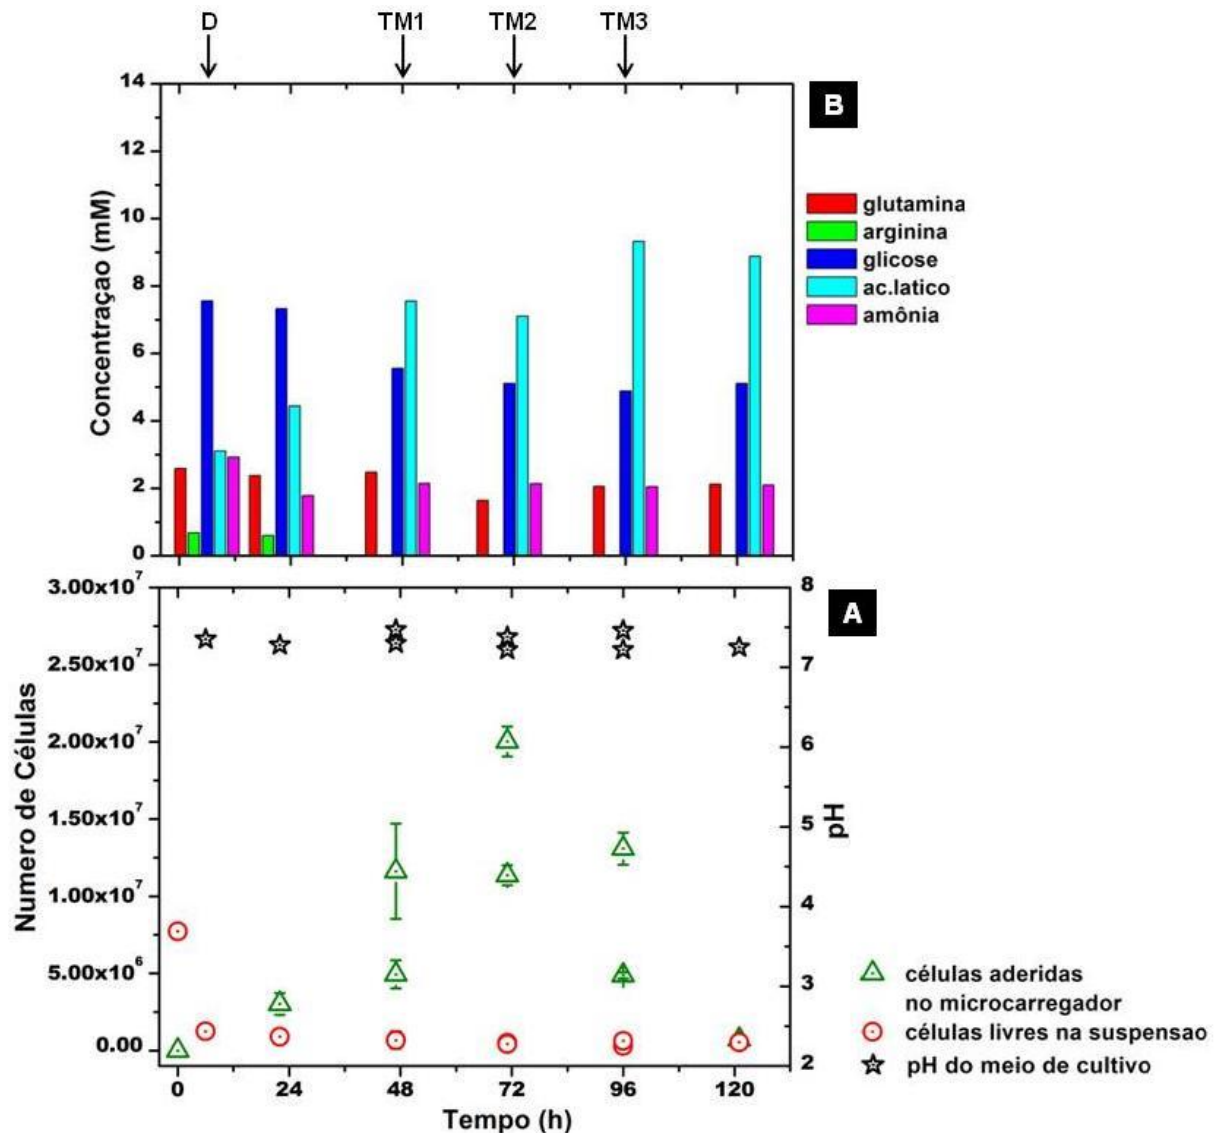 D TM1 TM2 TM3
B
14
12
10
8
6
4
2
0
Concentraçao (mM)
glutamina
arginina
glicose
ac.latico
amônia
A
3.00x10⁷
2.50x10⁷
2.00x10⁷
1.50x10⁷
1.00x10⁷
5.00x10⁶
0.00
Numero de Células
8
7
6
5
4
3
2
pH
células aderidas
no microcarregador
células livres na suspensao
pH do meio de cultivo
0 24 48 72 96 120
Tempo (h)